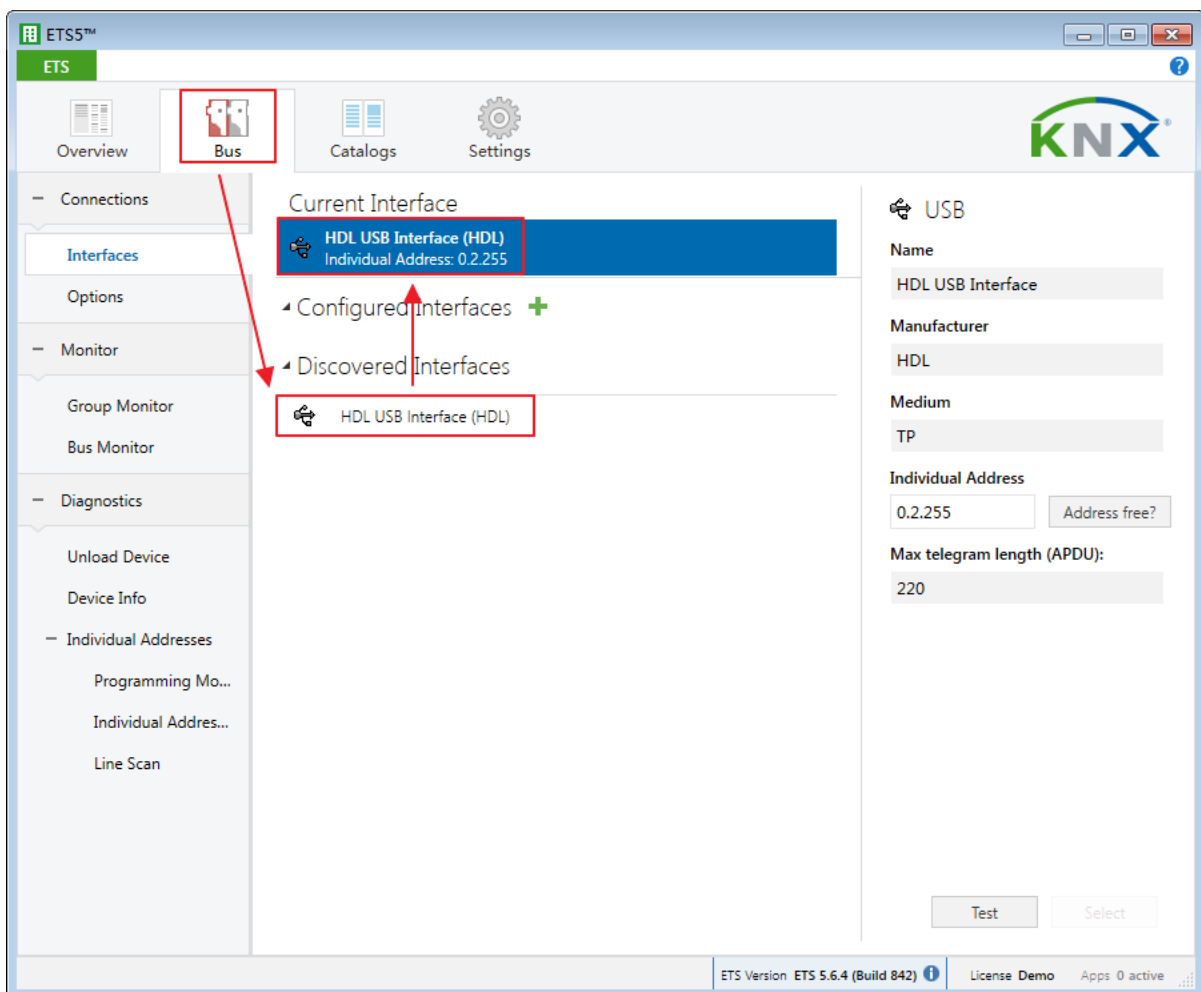 ETS5™
ETS
Overview
Bus
Catalogs
Settings
KNX®
Connections
Interfaces
Options
Monitor
Group Monitor
Bus Monitor
Diagnostics
Unload Device
Device Info
Individual Addresses
Programming Mo...
Individual Addres...
Line Scan
Current Interface
HDL USB Interface (HDL)
Individual Address: 0.2.255
Configured Interfaces
Discovered Interfaces
HDL USB Interface (HDL)
USB
Name
HDL USB Interface
Manufacturer
HDL
Medium
TP
Individual Address
0.2.255 Address free?
Max telegram length (APDU):
220
Test Select
ETS Version ETS 5.6.4 (Build 842) License Demo Apps 0 active